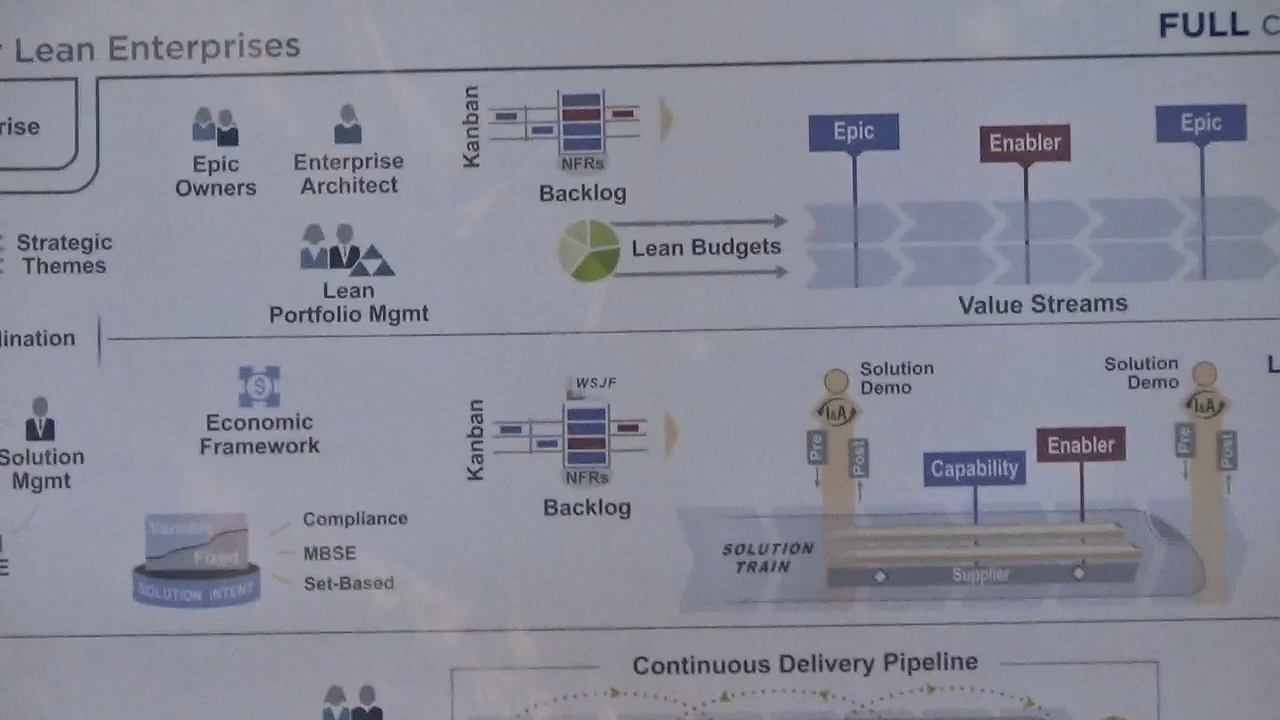 Lean Enterprises
FULL
rise
Epic
Owners
Enterprise
Architect
Kanban
NFRs
Backlog
Epic
Enabler
Epic
Strategic
Themes
Lean
Portfolio Mgmt
Lean Budgets
Value Streams
lination
Solution
Mgmt
Economic
Framework
Kanban
WSJF
NFRs
Backlog
Solution
Demo
I&A
Pre
Post
Capability
Enabler
Solution
Demo
I&A
Pre
Post
Variable
Fixed
SOLUTION INTENT
Compliance
MBSE
Set-Based
SOLUTION
TRAIN
Supplier
Continuous Delivery Pipeline